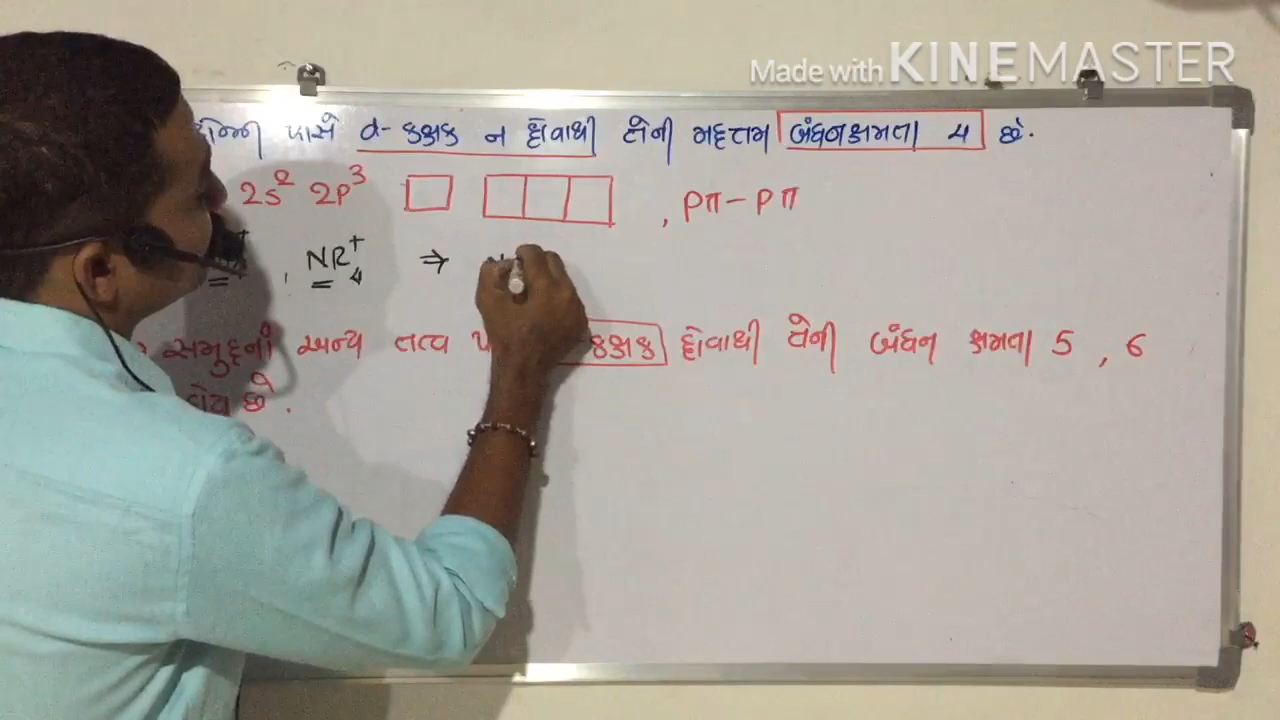 Made with KINEMASTER
પાસે d-કક્ષક ન હોવાથી તેની મહત્તમ બંધનક્ષમતા 4 છે.
2s² 2p³ , pπ-pπ
, NR₄⁺ ⇒
સમૂહનાં અન્ય તત્વ કક્ષક હોવાથી તેની બંધન ક્ષમતા 5 , 6
હોય છે.